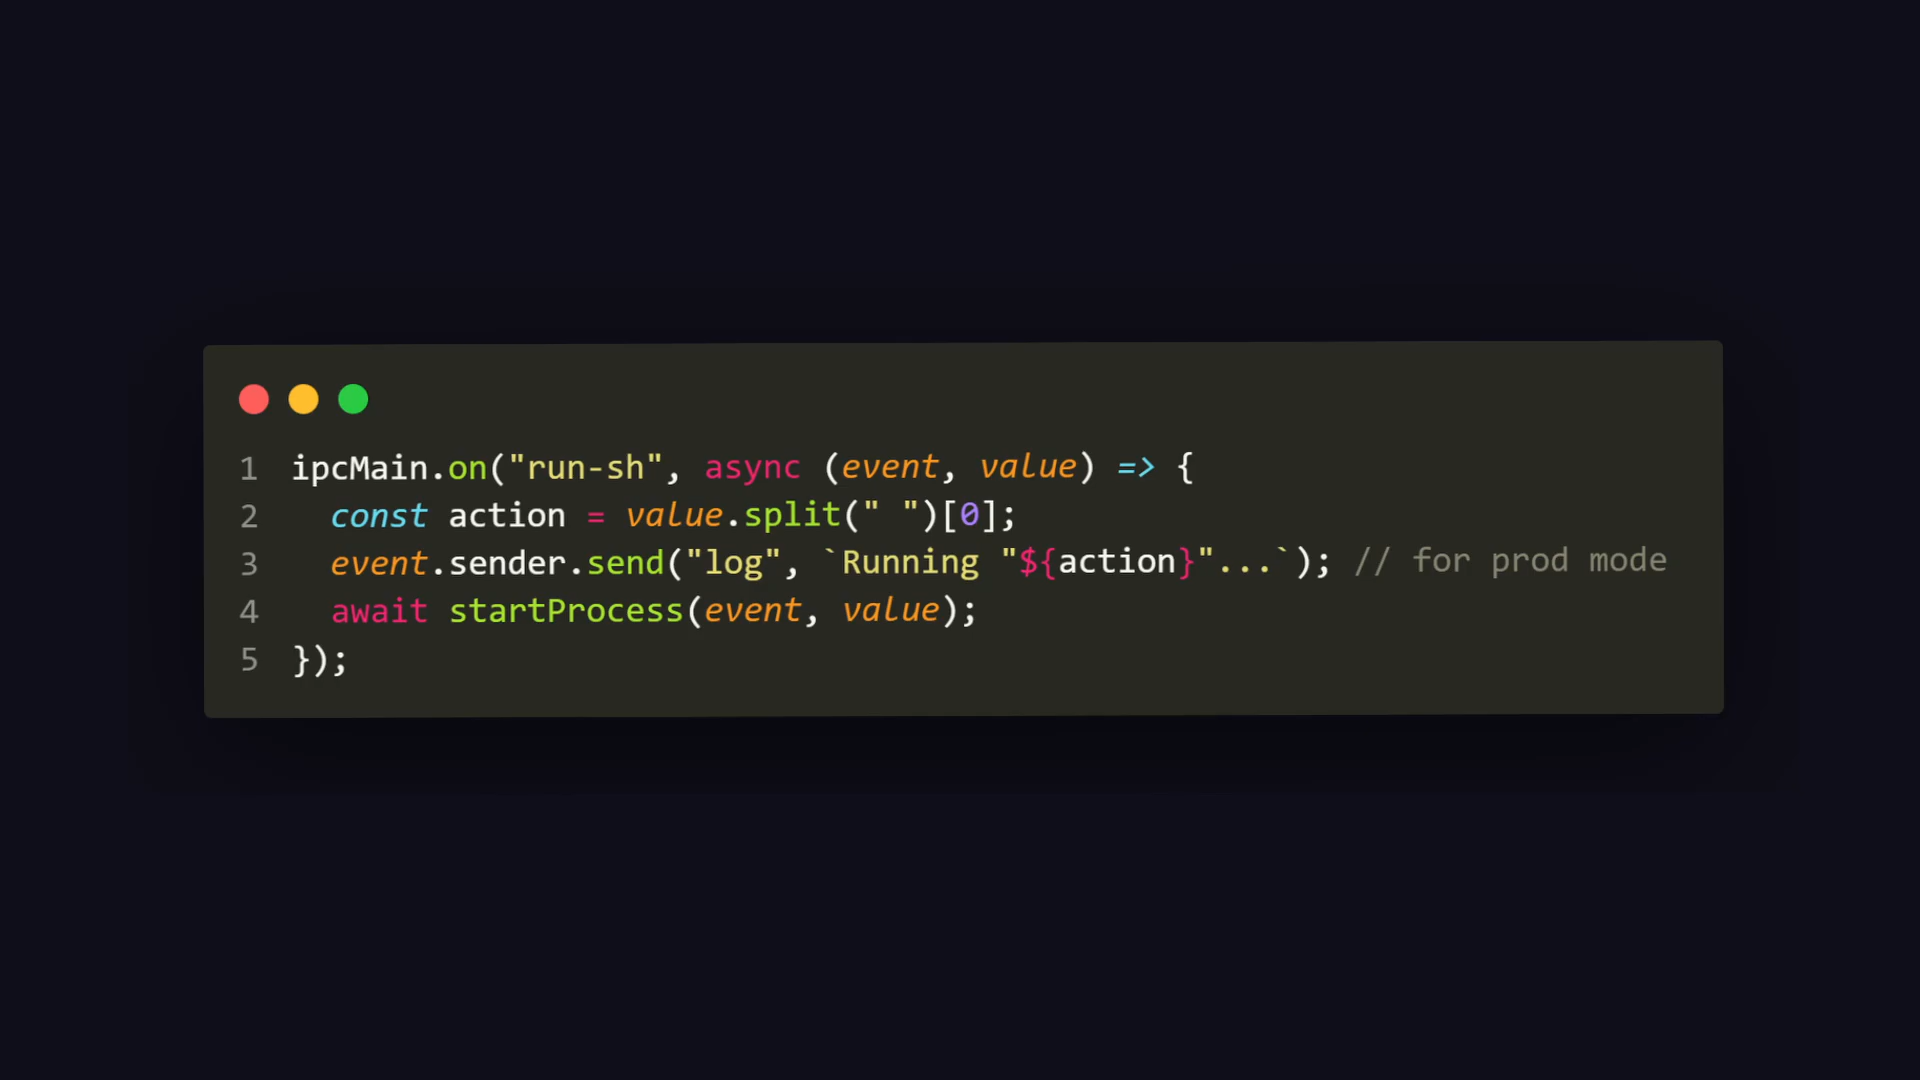 1 ipcMain.on("run-sh", async (event, value) => {
2   const action = value.split(" ")[0];
3   event.sender.send("log", `Running "${action}"...`); // for prod mode
4   await startProcess(event, value);
5 });